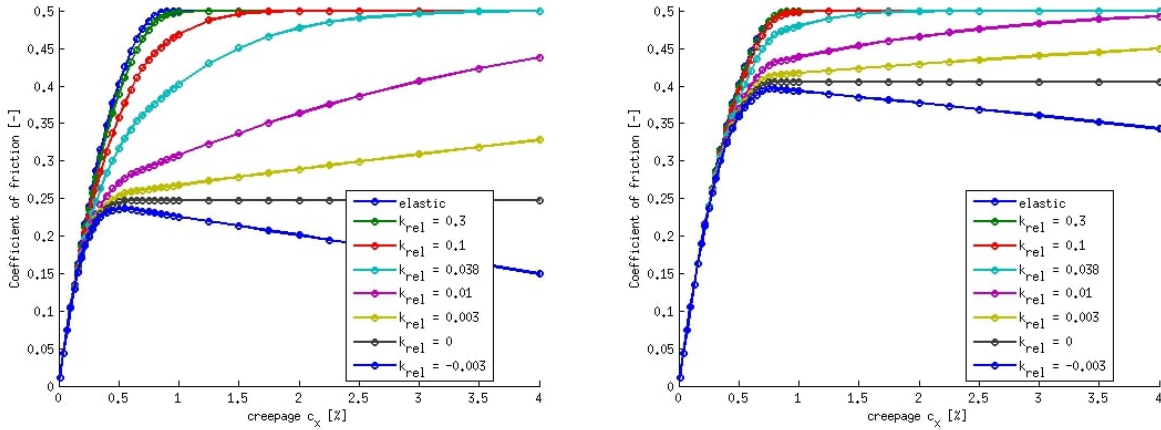 0.5
0.45
0.4
0.35
0.3
0.25
0.2
0.15
0.1
0.05
0
Coefficient of friction [-]
0 0.5 1 1.5 2 2.5 3 3.5 4
creepage c_x [%]
elastic
k_rel = 0.3
k_rel = 0.1
k_rel = 0.038
k_rel = 0.01
k_rel = 0.003
k_rel = 0
k_rel = -0.003
0.5
0.45
0.4
0.35
0.3
0.25
0.2
0.15
0.1
0.05
0
Coefficient of friction [-]
0 0.5 1 1.5 2 2.5 3 3.5 4
creepage c_x [%]
elastic
k_rel = 0.3
k_rel = 0.1
k_rel = 0.038
k_rel = 0.01
k_rel = 0.003
k_rel = 0
k_rel = -0.003